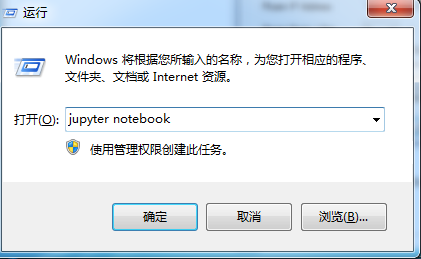 运行
Windows 将根据您所输入的名称，为您打开相应的程序、
文件夹、文档或 Internet 资源。
打开(O): jupyter notebook
使用管理权限创建此任务。
确定 取消 浏览(B)...